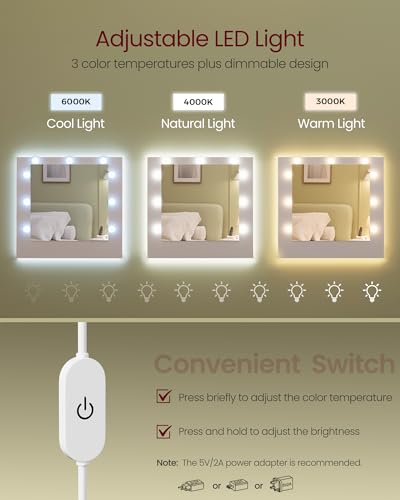 Adjustable LED Light
3 color temperatures plus dimmable design
6000K 4000K 3000K
Cool Light Natural Light Warm Light
Convenient Switch
Press briefly to adjust the color temperature
Press and hold to adjust the brightness
Note: The 5V/2A power adapter is recommended.
or or